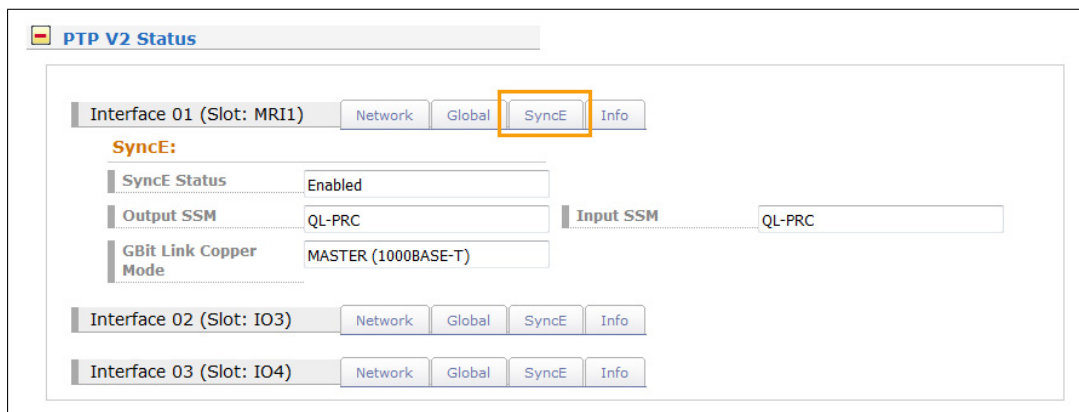 PTP V2 Status
Interface 01 (Slot: MRI1) Network Global SyncE Info
SyncE:
SyncE Status Enabled
Output SSM QL-PRC Input SSM QL-PRC
GBit Link Copper
Mode
MASTER (1000BASE-T)
Interface 02 (Slot: IO3) Network Global SyncE Info
Interface 03 (Slot: IO4) Network Global SyncE Info